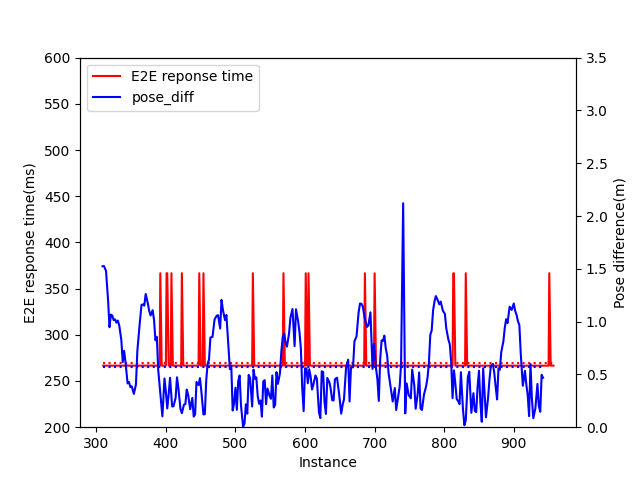 600
550
500
450
400
350
300
250
200
E2E response time(ms)
E2E reponse time
pose_diff
3.5
3.0
2.5
2.0
1.5
1.0
0.5
0.0
Pose difference(m)
300 400 500 600 700 800 900
Instance